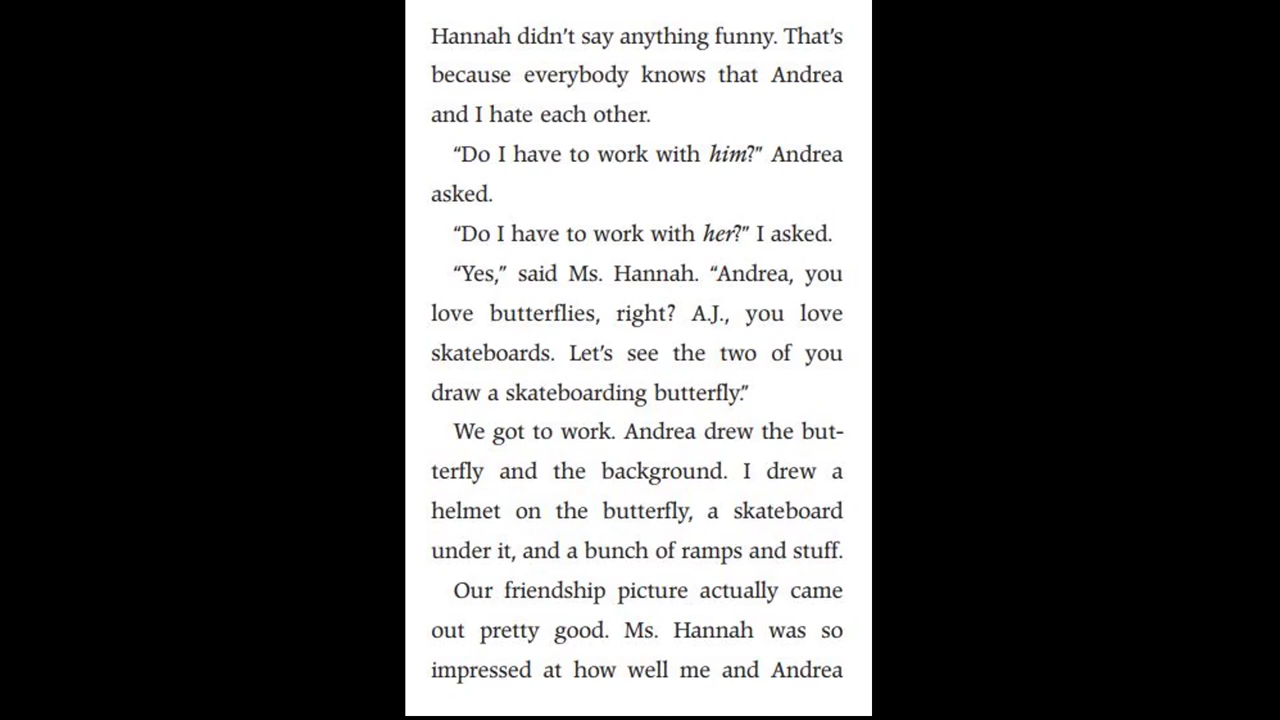 Hannah didn’t say anything funny. That’s
because everybody knows that Andrea
and I hate each other.
“Do I have to work with him?” Andrea
asked.
“Do I have to work with her?” I asked.
“Yes,” said Ms. Hannah. “Andrea, you
love butterflies, right? A.J., you love
skateboards. Let’s see the two of you
draw a skateboarding butterfly.”
We got to work. Andrea drew the but-
terfly and the background. I drew a
helmet on the butterfly, a skateboard
under it, and a bunch of ramps and stuff.
Our friendship picture actually came
out pretty good. Ms. Hannah was so
impressed at how well me and Andrea